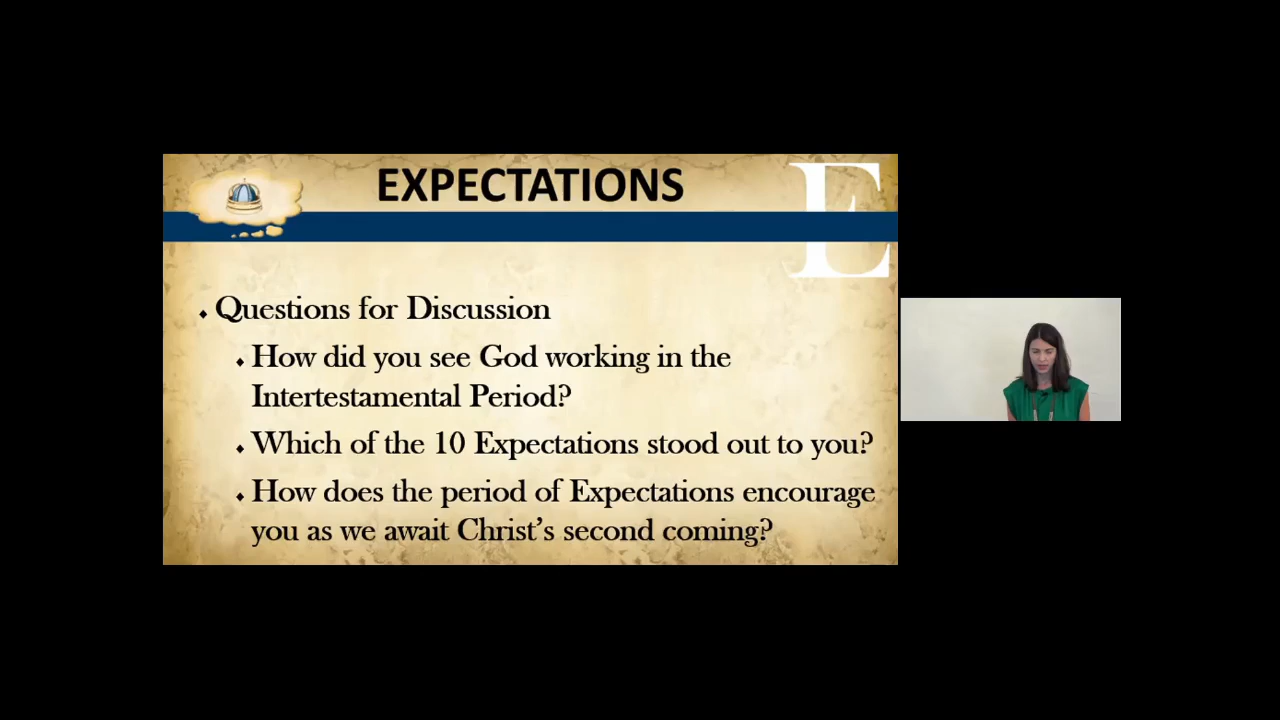 EXPECTATIONS
E
Questions for Discussion
How did you see God working in the
Intertestamental Period?
Which of the 10 Expectations stood out to you?
How does the period of Expectations encourage
you as we await Christ’s second coming?